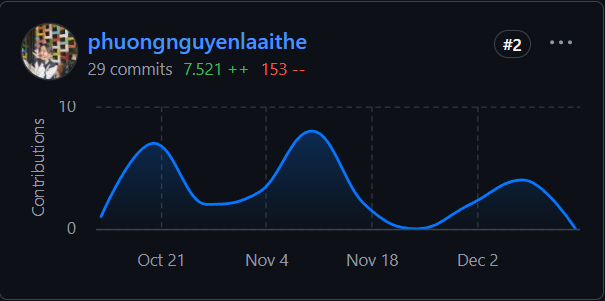 phuongnguyenlaaithe
#2
29 commits 7.521 ++ 153 --
Contributions
10
0
Oct 21 Nov 4 Nov 18 Dec 2